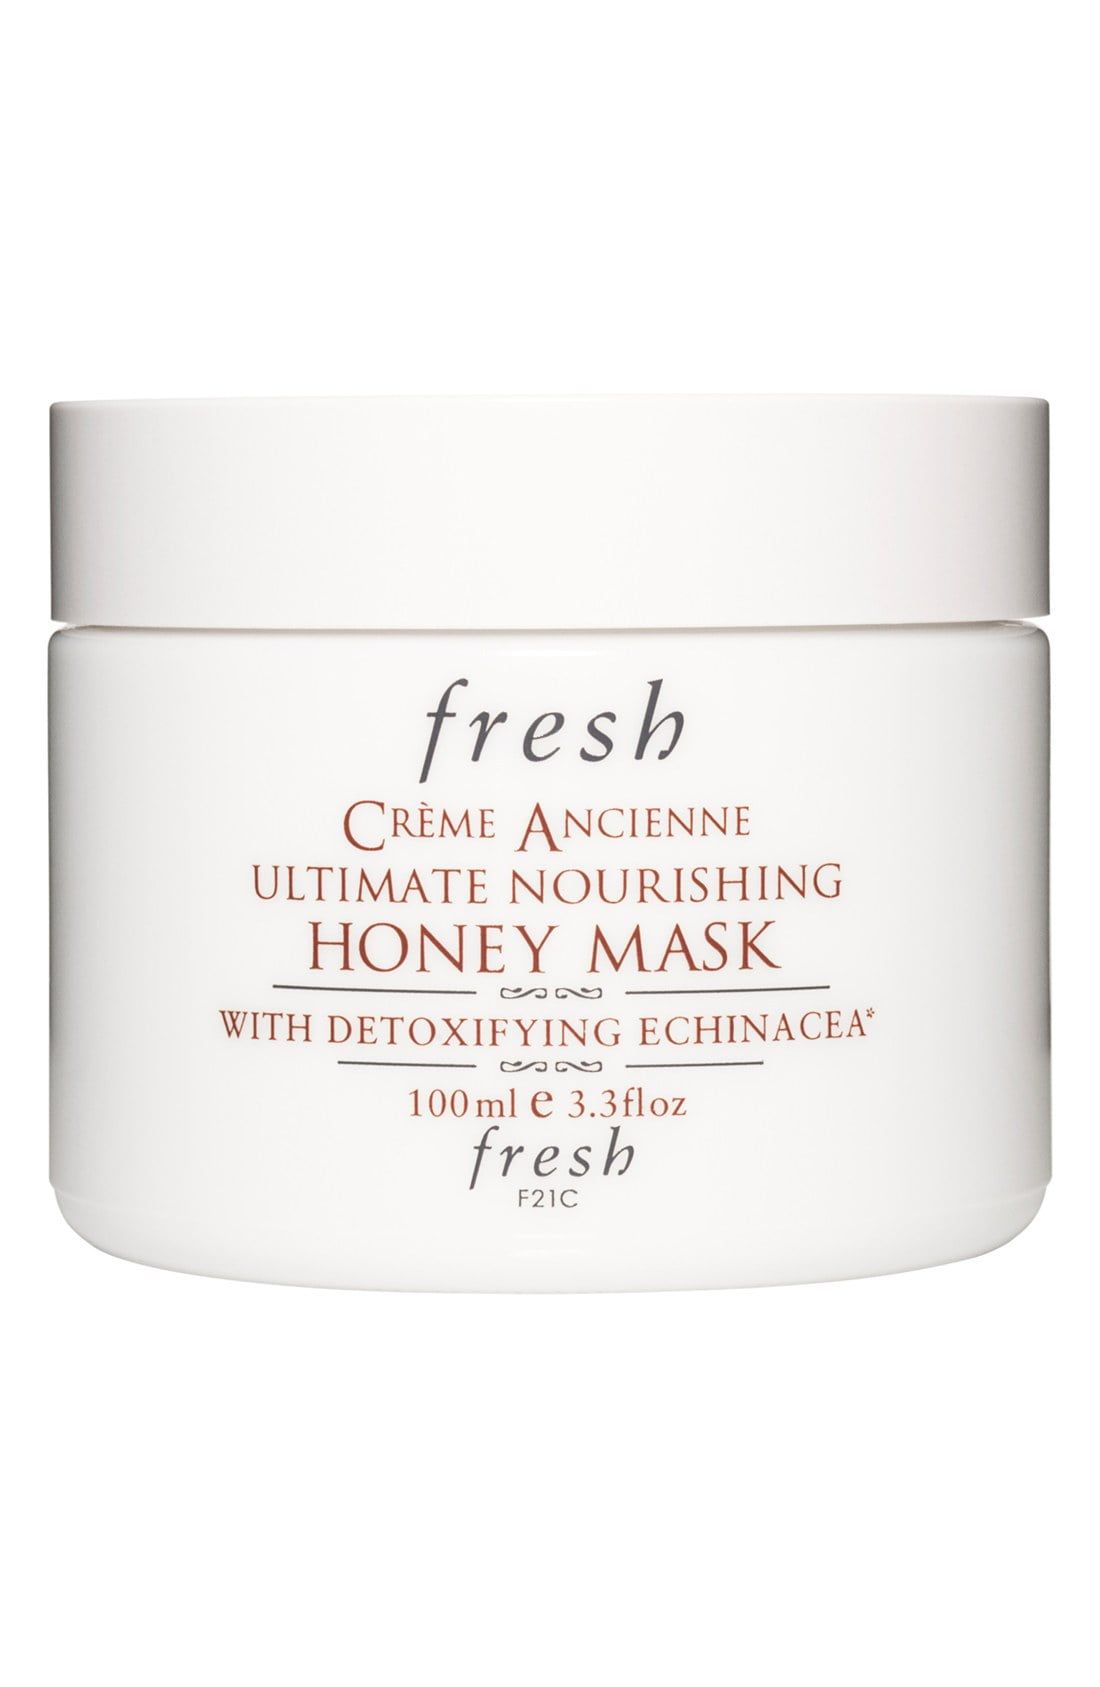 fresh
CRÈME ANCIENNE
ULTIMATE NOURISHING
HONEY MASK
WITH DETOXIFYING ECHINACEA*
100ml e 3.3floz
fresh
F21C